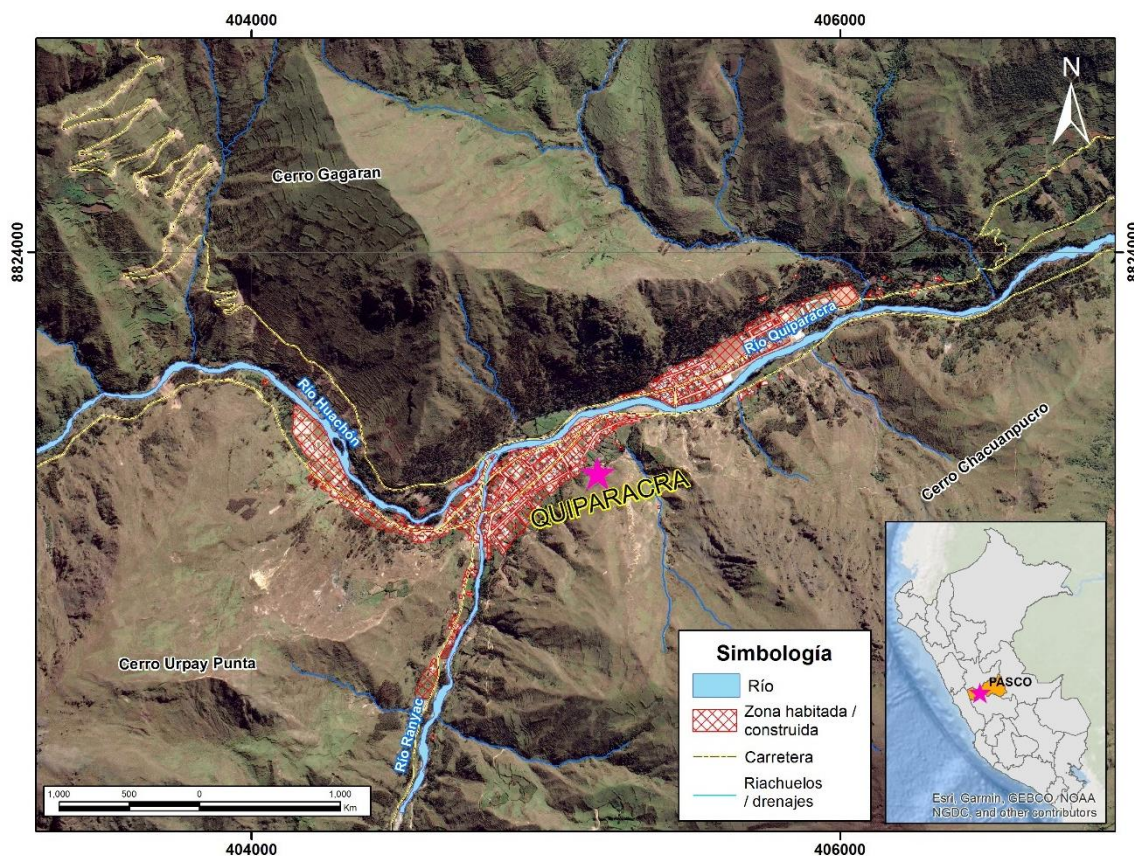 404000
406000
N
Cerro Gagaran
8824000
8824000
Río Quiparacra
Río Huachón
Cerro Chacuanpucro
QUIPARACRA
Cerro Urpay Punta
Río Ranyac
Simbología
Río
Zona habitada /
construida
Carretera
Riachuelos
/ drenajes
PASCO
Esri, Garmin, GEBCO, NOAA
NGDC, and other contributors
1,000
500
0
1,000
Km
404000
406000